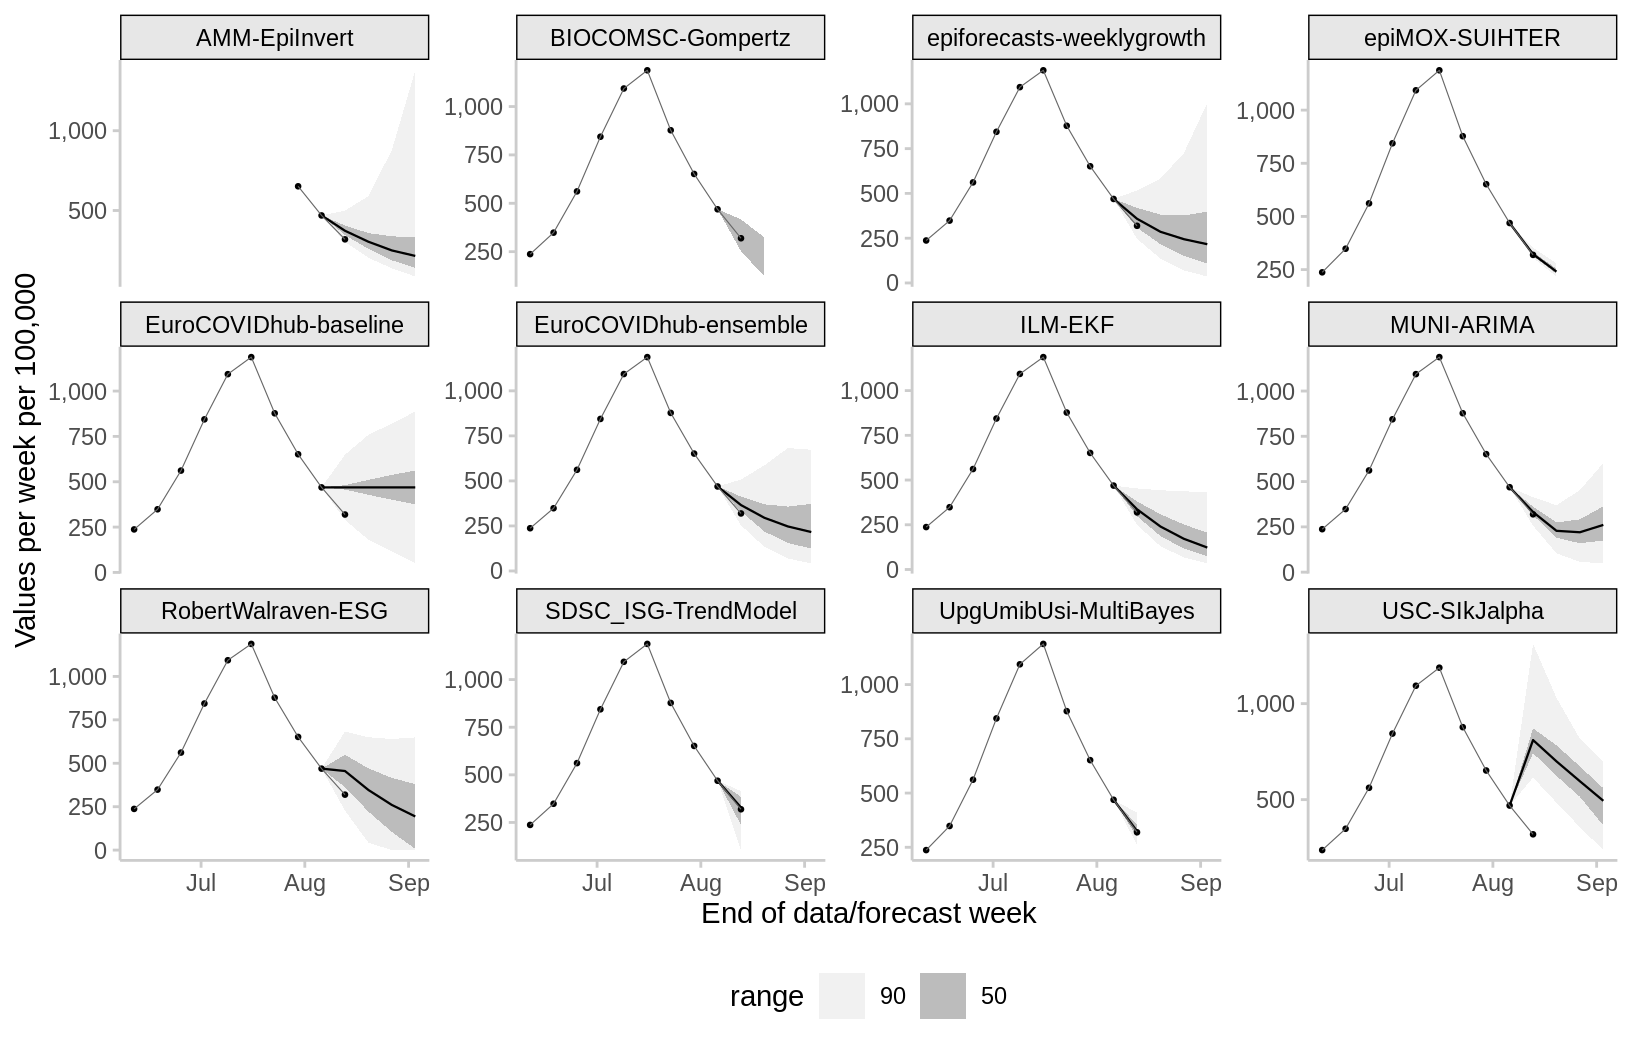 AMM-EpiInvert
BIOCOMSC-Gompertz
epiforecasts-weeklygrowth
epiMOX-SUIHTER
1,000
500
1,000
750
500
250
1,000
750
500
250
0
1,000
750
500
250
EuroCOVIDhub-baseline
EuroCOVIDhub-ensemble
ILM-EKF
MUNI-ARIMA
1,000
750
500
250
0
1,000
750
500
250
0
1,000
750
500
250
0
1,000
750
500
250
0
RobertWalraven-ESG
SDSC_ISG-TrendModel
UpgUmibUsi-MultiBayes
USC-SIkJalpha
1,000
750
500
250
0
1,000
750
500
250
1,000
750
500
250
1,000
500
Jul Aug Sep
Jul Aug Sep
Jul Aug Sep
Jul Aug Sep
Values per week per 100,000
End of data/forecast week
range 90 50